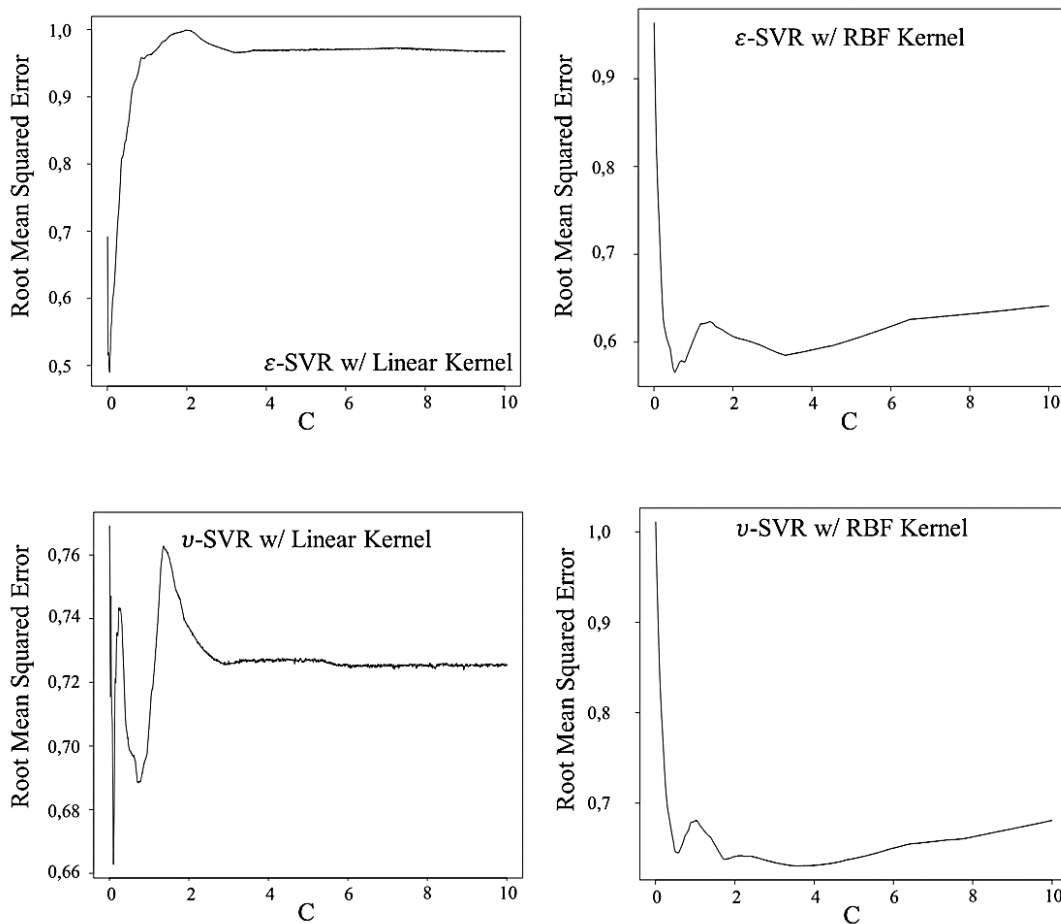 Root Mean Squared Error
1,0
0,9
0,8
0,7
0,6
0,5
ε-SVR w/ Linear Kernel
0 2 4 6 8 10
C
Root Mean Squared Error
ε-SVR w/ RBF Kernel
0,9
0,8
0,7
0,6
0 2 4 6 8 10
C
Root Mean Squared Error
υ-SVR w/ Linear Kernel
0,76
0,74
0,72
0,70
0,68
0,66
0 2 4 6 8 10
C
Root Mean Squared Error
υ-SVR w/ RBF Kernel
1,0
0,9
0,8
0,7
0 2 4 6 8 10
C